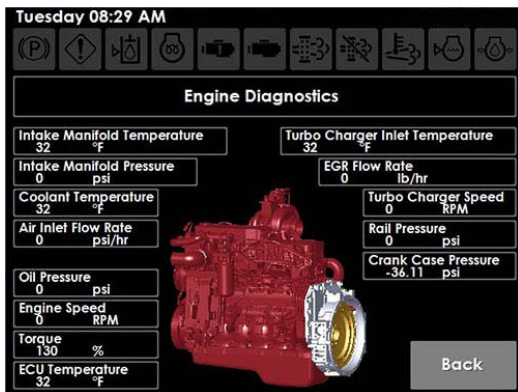 Tuesday 08:29 AM
Engine Diagnostics
Intake Manifold Temperature
32 °F
Intake Manifold Pressure
0 psi
Coolant Temperature
32 °F
Air Inlet Flow Rate
0 psi/hr
Oil Pressure
0 psi
Engine Speed
0 RPM
Torque
130 %
ECU Temperature
32 °F
Turbo Charger Inlet Temperature
32 °F
EGR Flow Rate
0 lb/hr
Turbo Charger Speed
0 RPM
Rail Pressure
0 psi
Crank Case Pressure
-36.11 psi
Back